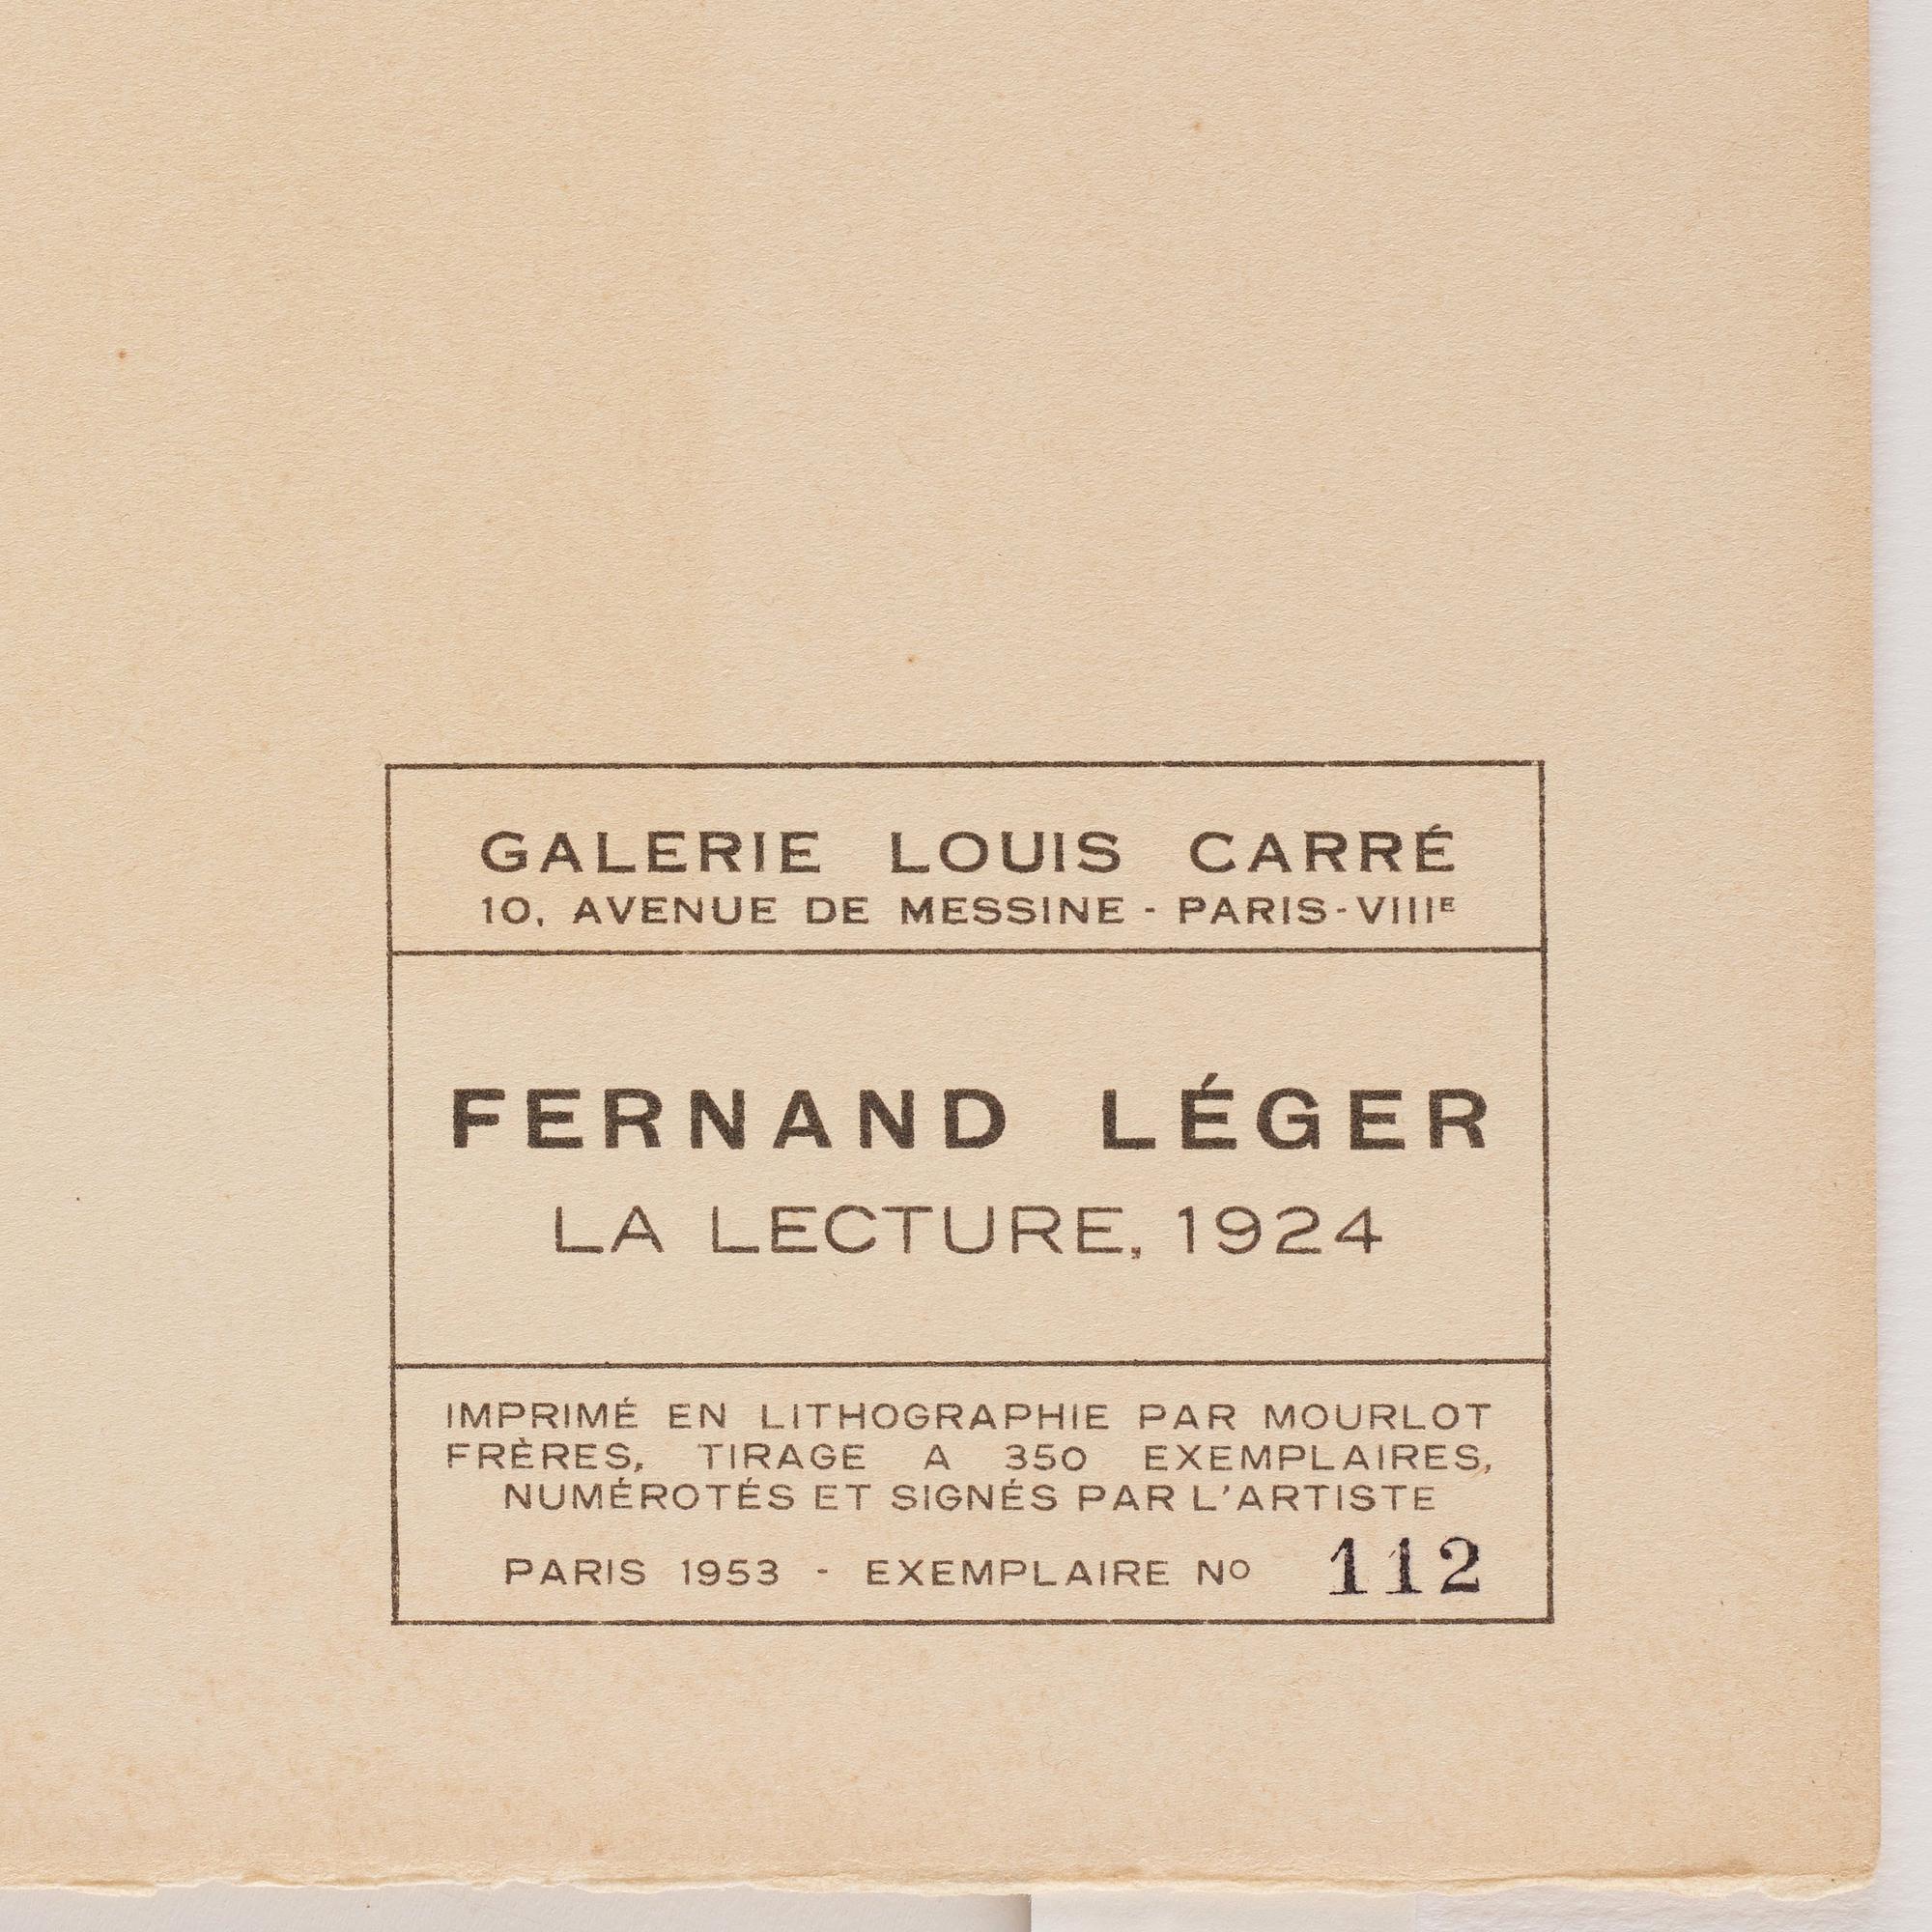 GALERIE LOUIS CARRÉ
10, AVENUE DE MESSINE - PARIS-VIIIᴱ
FERNAND LÉGER
LA LECTURE, 1924
IMPRIMÉ EN LITHOGRAPHIE PAR MOURLOT
FRÈRES, TIRAGE A 350 EXEMPLAIRES,
NUMÉROTÉS ET SIGNÉS PAR L'ARTISTE
PARIS 1953 - EXEMPLAIRE Nº 112